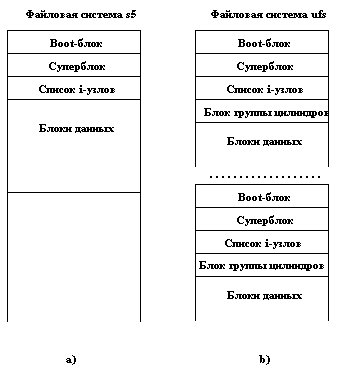 Файловая система s5
Boot-блок
Суперблок
Список i-узлов
Блоки данных
a)
Файловая система ufs
Boot-блок
Суперблок
Список i-узлов
Блок группы цилиндров
Блоки данных
Boot-блок
Суперблок
Список i-узлов
Блок группы цилиндров
Блоки данных
b)